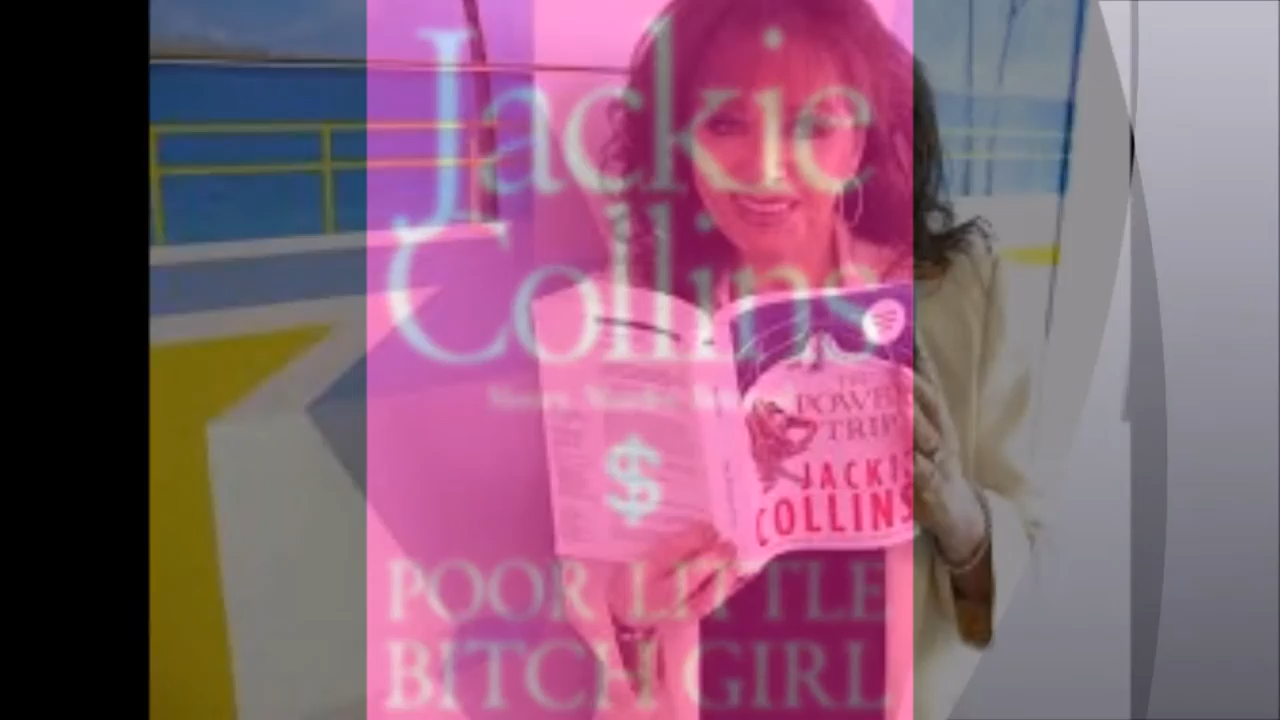 Jackie
Collins
$
POWER
TRIP
JACKIE
COLLINS
POOR LITTLE
BITCH GIRL